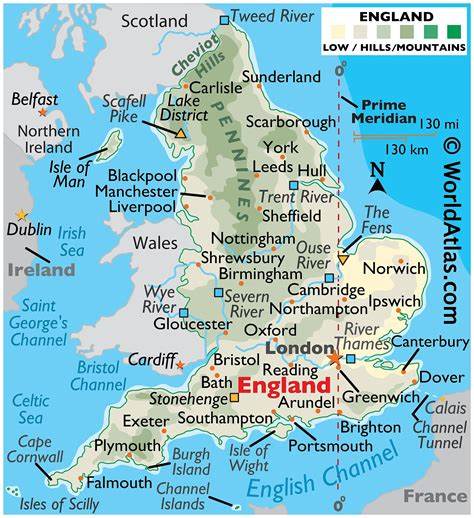 Scotland
Tweed River
ENGLAND
LOW / HILLS/MOUNTAINS
Cheviot
Hills
0°
Carlisle
Sunderland
Belfast
Scafell
Pike
Lake
District
Prime
Meridian
130 mi
130 km
Northern
Ireland
Isle of
Man
PENNINES
Scarborough
York
Leeds
Hull
N
Blackpool
Manchester
Liverpool
Trent River
Sheffield
The
Fens
Dublin
Irish
Sea
Ireland
Wales
Nottingham
Shrewsbury
Birmingham
Ouse
River
Norwich
Saint
George's
Channel
Wye
River
Severn
River
Cambridge
Northampton
Ipswich
Gloucester
Oxford
River
Thames
Canterbury
Cardiff
Bristol
London
Reading
Bristol
Channel
Bath
England
Greenwich
Dover
Celtic
Sea
Stonehenge
Arundel
Calais
Exeter
Southampton
Brighton
Channel
Tunnel
Plymouth
Portsmouth
Cape
Cornwall
Burgh
Island
Isle of
Wight
Falmouth
English Channel
Isles of Scilly
Channel
Islands
France
0°
© WorldAtlas.com